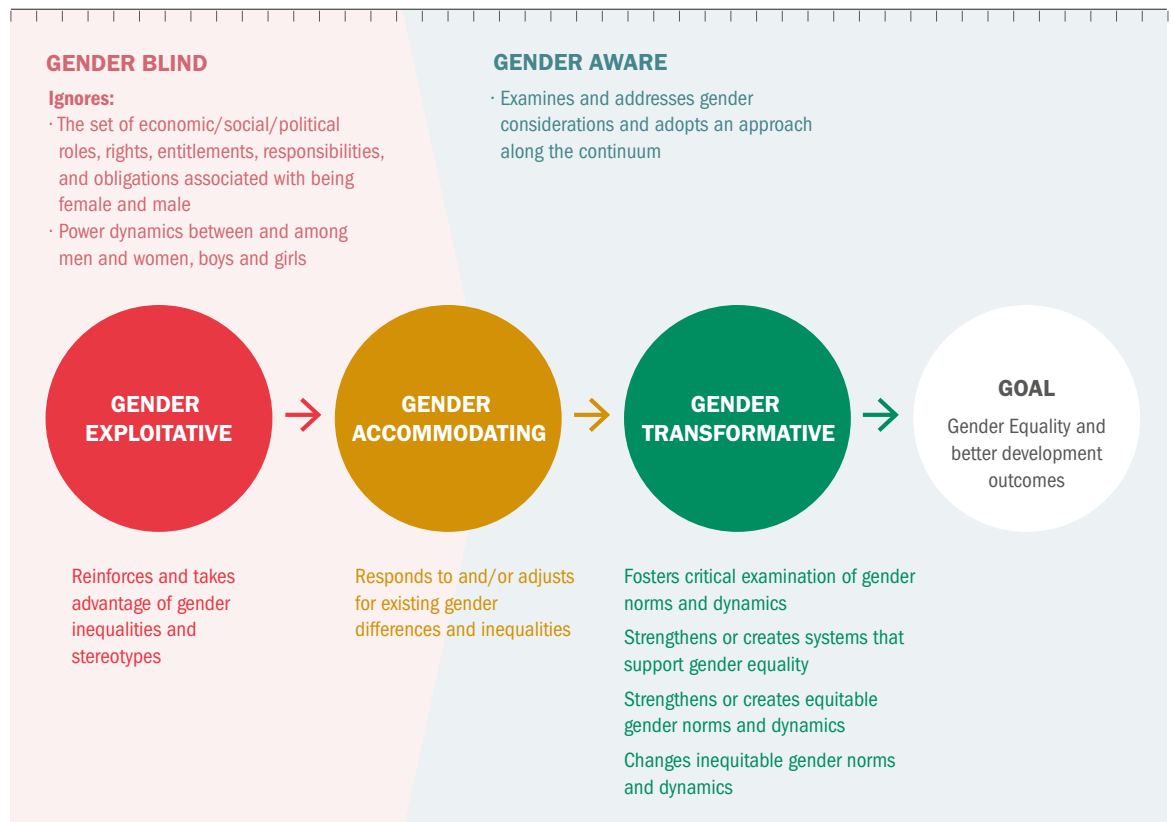 GENDER BLIND
Ignores:
· The set of economic/social/political
roles, rights, entitlements, responsibilities,
and obligations associated with being
female and male
· Power dynamics between and among
men and women, boys and girls
GENDER AWARE
· Examines and addresses gender
considerations and adopts an approach
along the continuum
GENDER
EXPLOITATIVE
GENDER
ACCOMMODATING
GENDER
TRANSFORMATIVE
GOAL
Gender Equality and
better development
outcomes
Reinforces and takes
advantage of gender
inequalities and
stereotypes
Responds to and/or adjusts
for existing gender
differences and inequalities
Fosters critical examination of gender
norms and dynamics
Strengthens or creates systems that
support gender equality
Strengthens or creates equitable
gender norms and dynamics
Changes inequitable gender norms
and dynamics